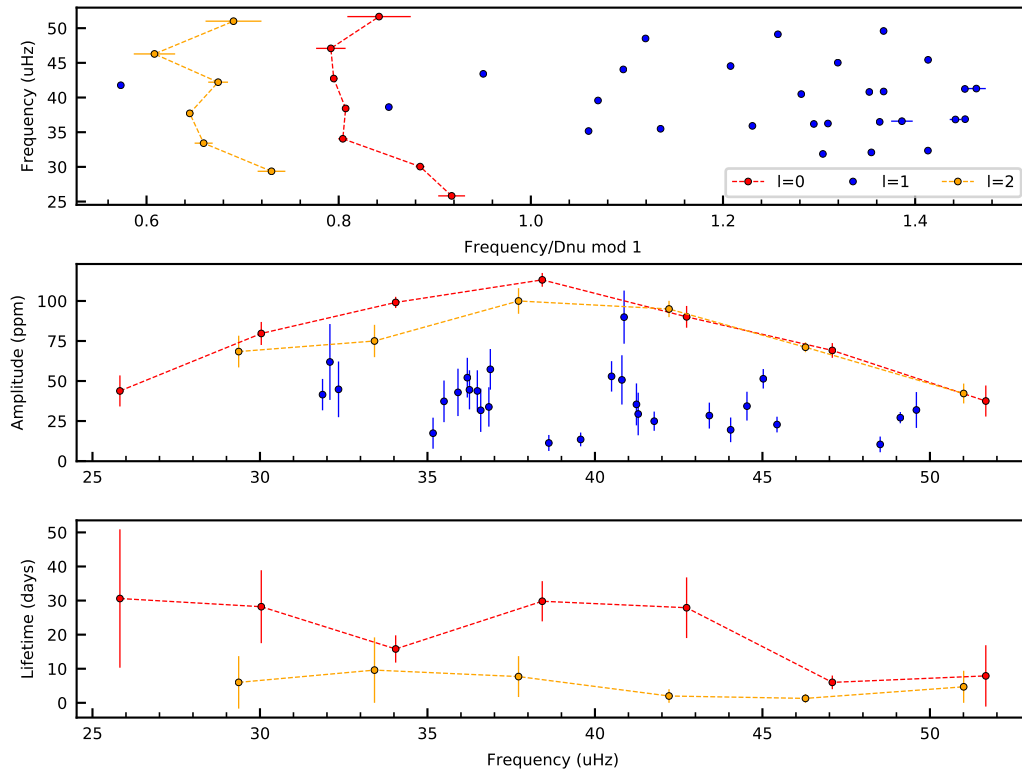 Frequency (uHz)
50
45
40
35
30
25
0.6 0.8 1.0 1.2 1.4
l=0 l=1 l=2
Frequency/Dnu mod 1
Amplitude (ppm)
100
75
50
25
0
25 30 35 40 45 50
Lifetime (days)
50
40
30
20
10
0
25 30 35 40 45 50
Frequency (uHz)